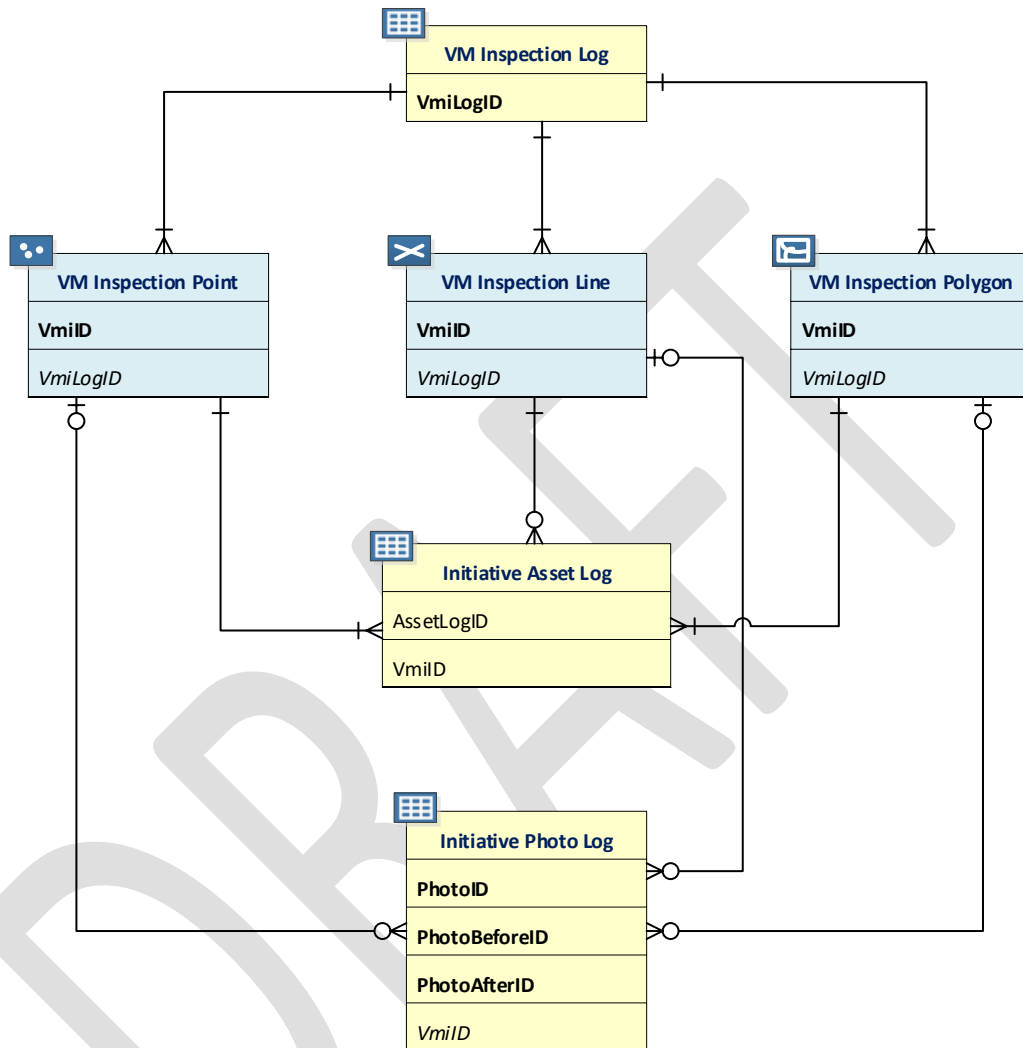 VM Inspection Log
VmiLogID
VM Inspection Point
VmiID
VmiLogID
VM Inspection Line
VmiID
VmiLogID
VM Inspection Polygon
VmiID
VmiLogID
Initiative Asset Log
AssetLogID
VmiID
Initiative Photo Log
PhotoID
PhotoBeforeID
PhotoAfterID
VmiID
DRAFT